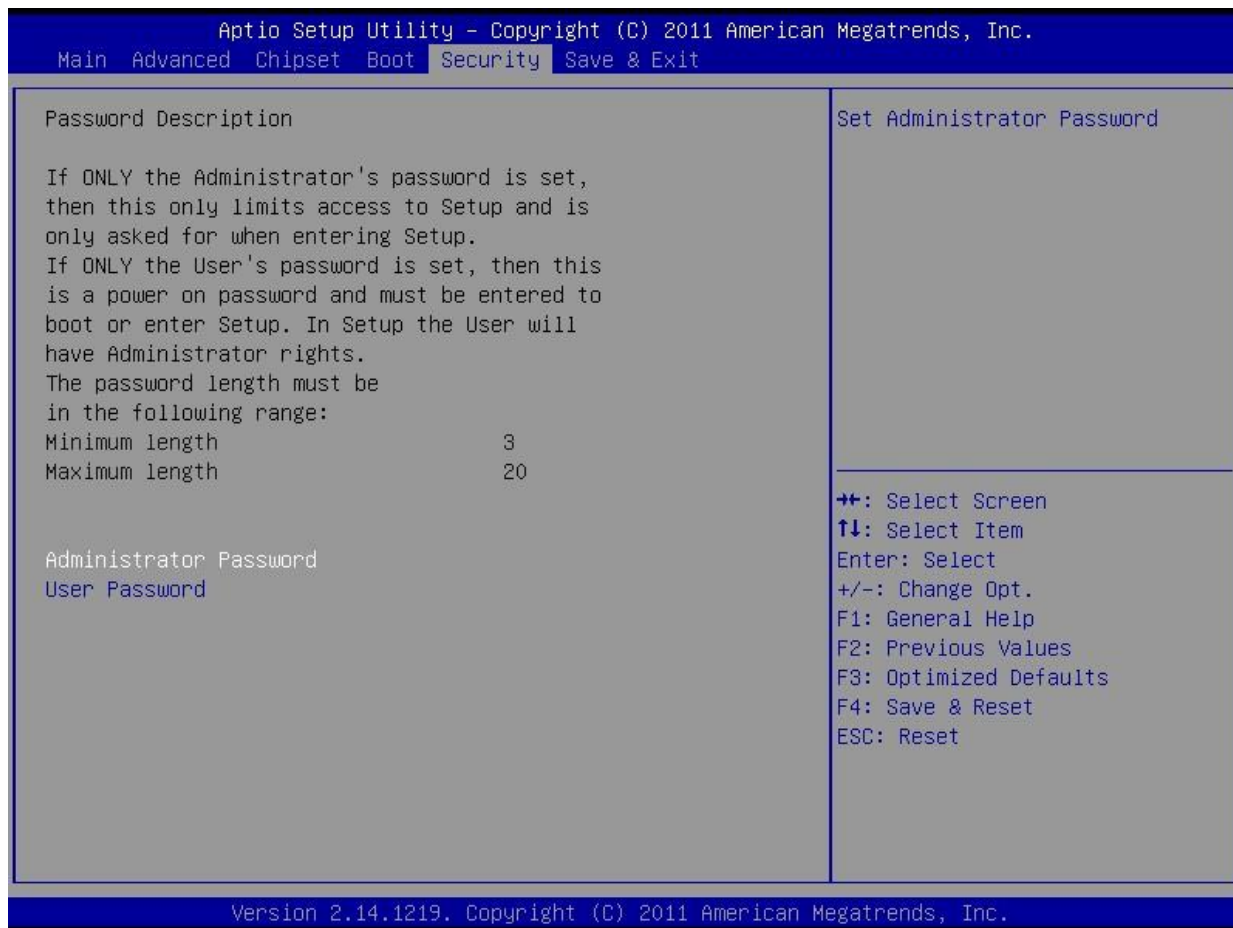 Aptio Setup Utility – Copyright (C) 2011 American Megatrends, Inc.
Main Advanced Chipset Boot Security Save & Exit
Password Description
If ONLY the Administrator's password is set,
then this only limits access to Setup and is
only asked for when entering Setup.
If ONLY the User's password is set, then this
is a power on password and must be entered to
boot or enter Setup. In Setup the User will
have Administrator rights.
The password length must be
in the following range:
Minimum length 3
Maximum length 20
Administrator Password
User Password
Set Administrator Password
→←: Select Screen
↑↓: Select Item
Enter: Select
+/-: Change Opt.
F1: General Help
F2: Previous Values
F3: Optimized Defaults
F4: Save & Reset
ESC: Reset
Version 2.14.1219. Copyright (C) 2011 American Megatrends, Inc.